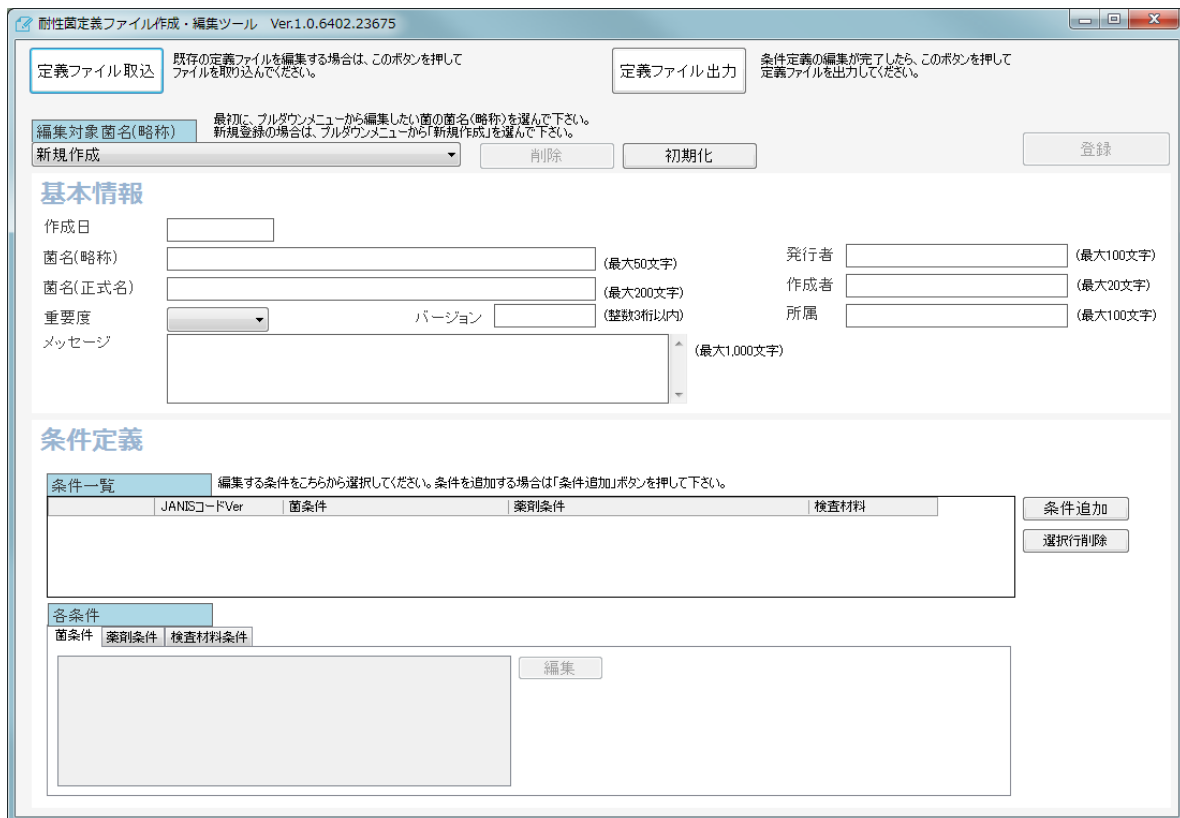 耐性菌定義ファイル作成・編集ツール Ver.1.0.6402.23675
定義ファイル取込
既存の定義ファイルを編集する場合は、このボタンを押して
ファイルを取り込んでください。
定義ファイル出力
条件定義の編集が完了したら、このボタンを押して
定義ファイルを出力してください。
編集対象菌名(略称)
最初に、プルダウンメニューから編集したい菌の菌名(略称)を選んで下さい。
新規登録の場合は、プルダウンメニューから「新規作成」を選んで下さい。
新規作成
削除
初期化
登録
基本情報
作成日
菌名(略称)
(最大50文字)
発行者
(最大100文字)
菌名(正式名)
(最大200文字)
作成者
(最大20文字)
重要度
バージョン
(整数3桁以内)
所属
(最大100文字)
メッセージ
(最大1,000文字)
条件定義
条件一覧
編集する条件をこちらから選択してください。条件を追加する場合は「条件追加」ボタンを押して下さい。
JANISコードVer
菌条件
薬剤条件
検査材料
条件追加
選択行削除
各条件
菌条件
薬剤条件
検査材料条件
編集